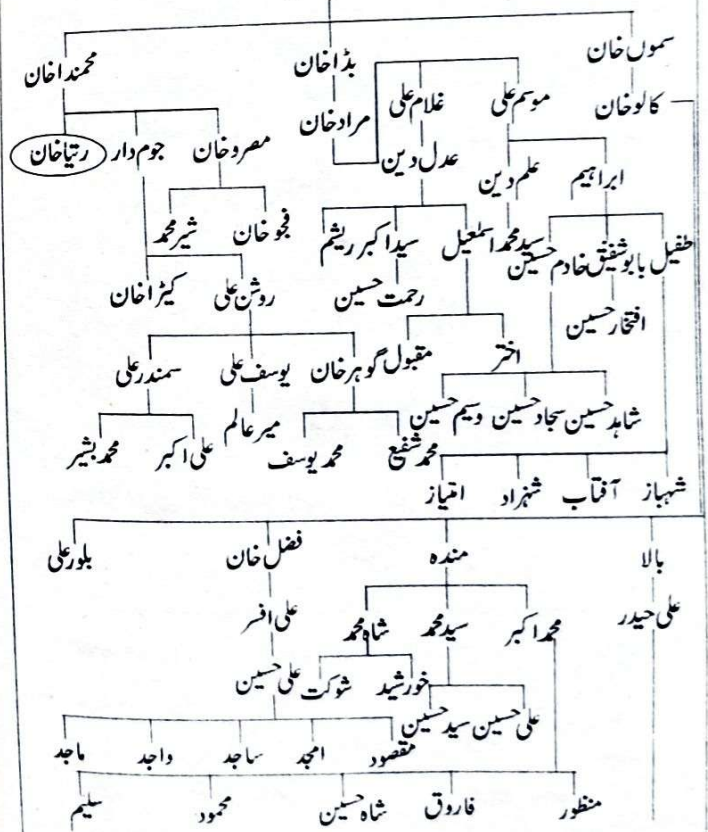 سموں خان
بڈا خان
محمندا خان
کالو خان
موسم علی
غلام علی
مراد خان
مصرو خان
جوم دار
رتیا خان
ابراہیم
علم دین
عدل دین
فجو خان
شیر محمد
طفیل
بابو شفیق
خادم حسین
سید محمد
اسمٰعیل
سید اکبر
ریشم
افتخار حسین
رحمت حسین
روشن علی
کیڑا خان
اختر
مقبول
گوہر خان
یوسف علی
سمندر علی
شاہد حسین
سجاد حسین
وسیم حسین
محمد شفیع
محمد یوسف
میر عالم
علی اکبر
محمد بشیر
شہباز
آفتاب
شہزاد
امتیاز
بالا
مندہ
فضل خان
بلور علی
علی حیدر
محمد اکبر
سید محمد
شاہ محمد
علی افسر
خورشید
شوکت
علی حسین
علی حسین
سید حسین
مقصود
امجد
ساجد
واجد
ماجد
منظور
فاروق
شاہ حسین
محمود
سلیم